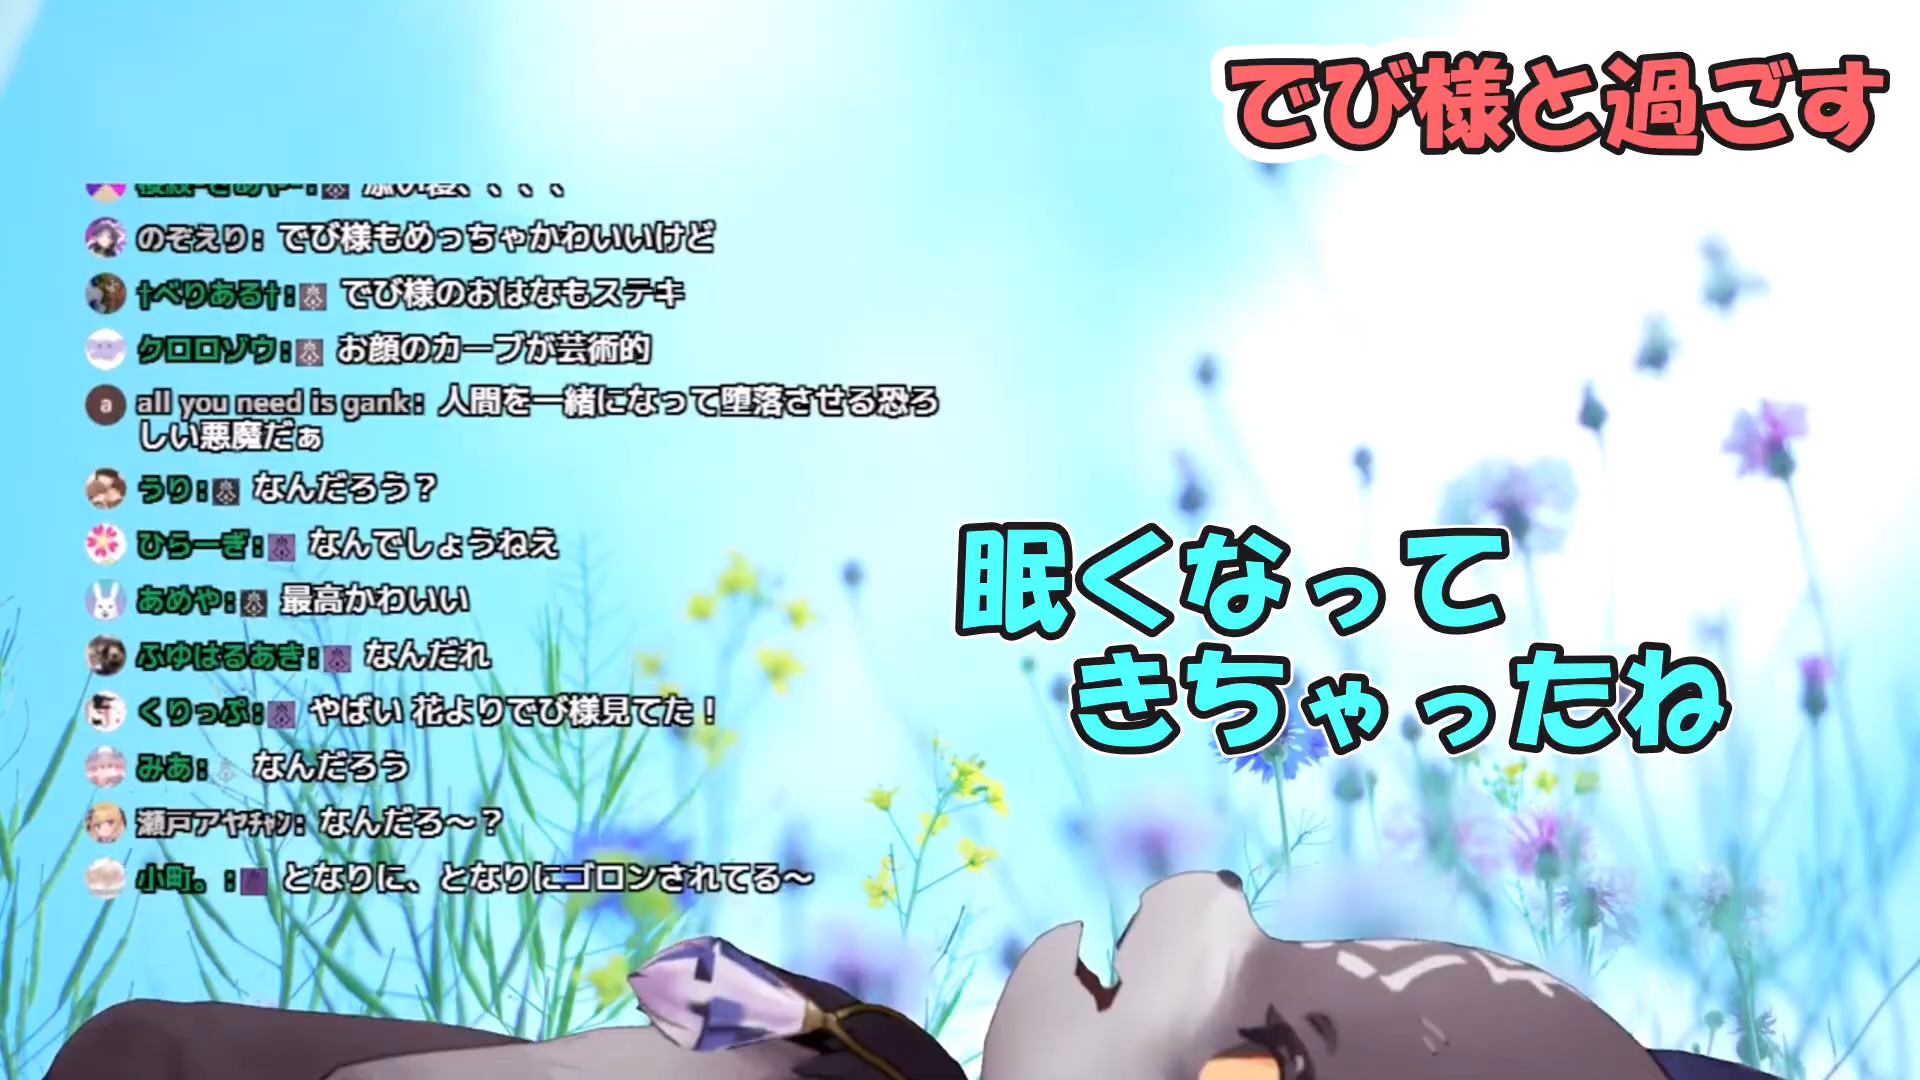 でび様と過ごす
のぞえり: でび様もめっちゃかわいいけど
†べりある†: でび様のおはなもステキ
クロロゾウ: お顔のカーブが芸術的
a all you need is gank: 人間を一緒になって堕落させる恐ろ
しい悪魔だぁ
うり: なんだろう？
ひらーぎ: なんでしょうねえ
あめや: 最高かわいい
ふゆはるあき: なんだれ
くりっぷ: やばい 花よりでび様見てた！
みあ: なんだろう
瀬戸アヤチャン: なんだろ～？
小町。: となりに、となりにゴロンされてる～
眠くなって
きちゃったね